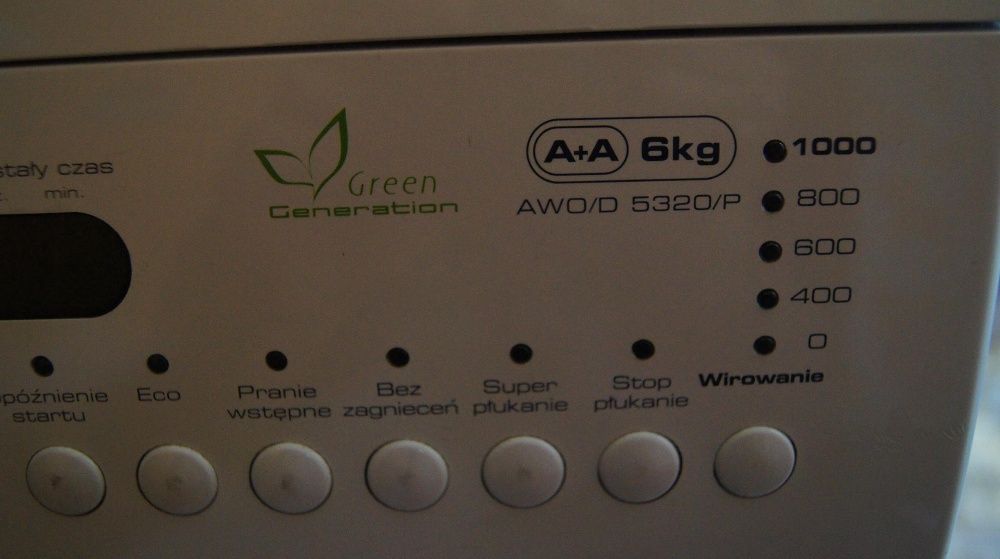 stały czas
min.
Green
Generation
A+A 6kg
AWO/D 5320/P
1000
800
600
400
0
Wirowanie
opóźnienie
startu
Eco
Pranie
wstępne
Bez
zagnieceń
Super
płukanie
Stop
płukanie